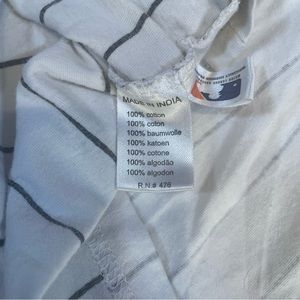 MADE IN INDIA
100% cotton
100% coton
100% baumwolle
100% katoen
100% cotone
100% algodão
100% algodon
R.N.# 476